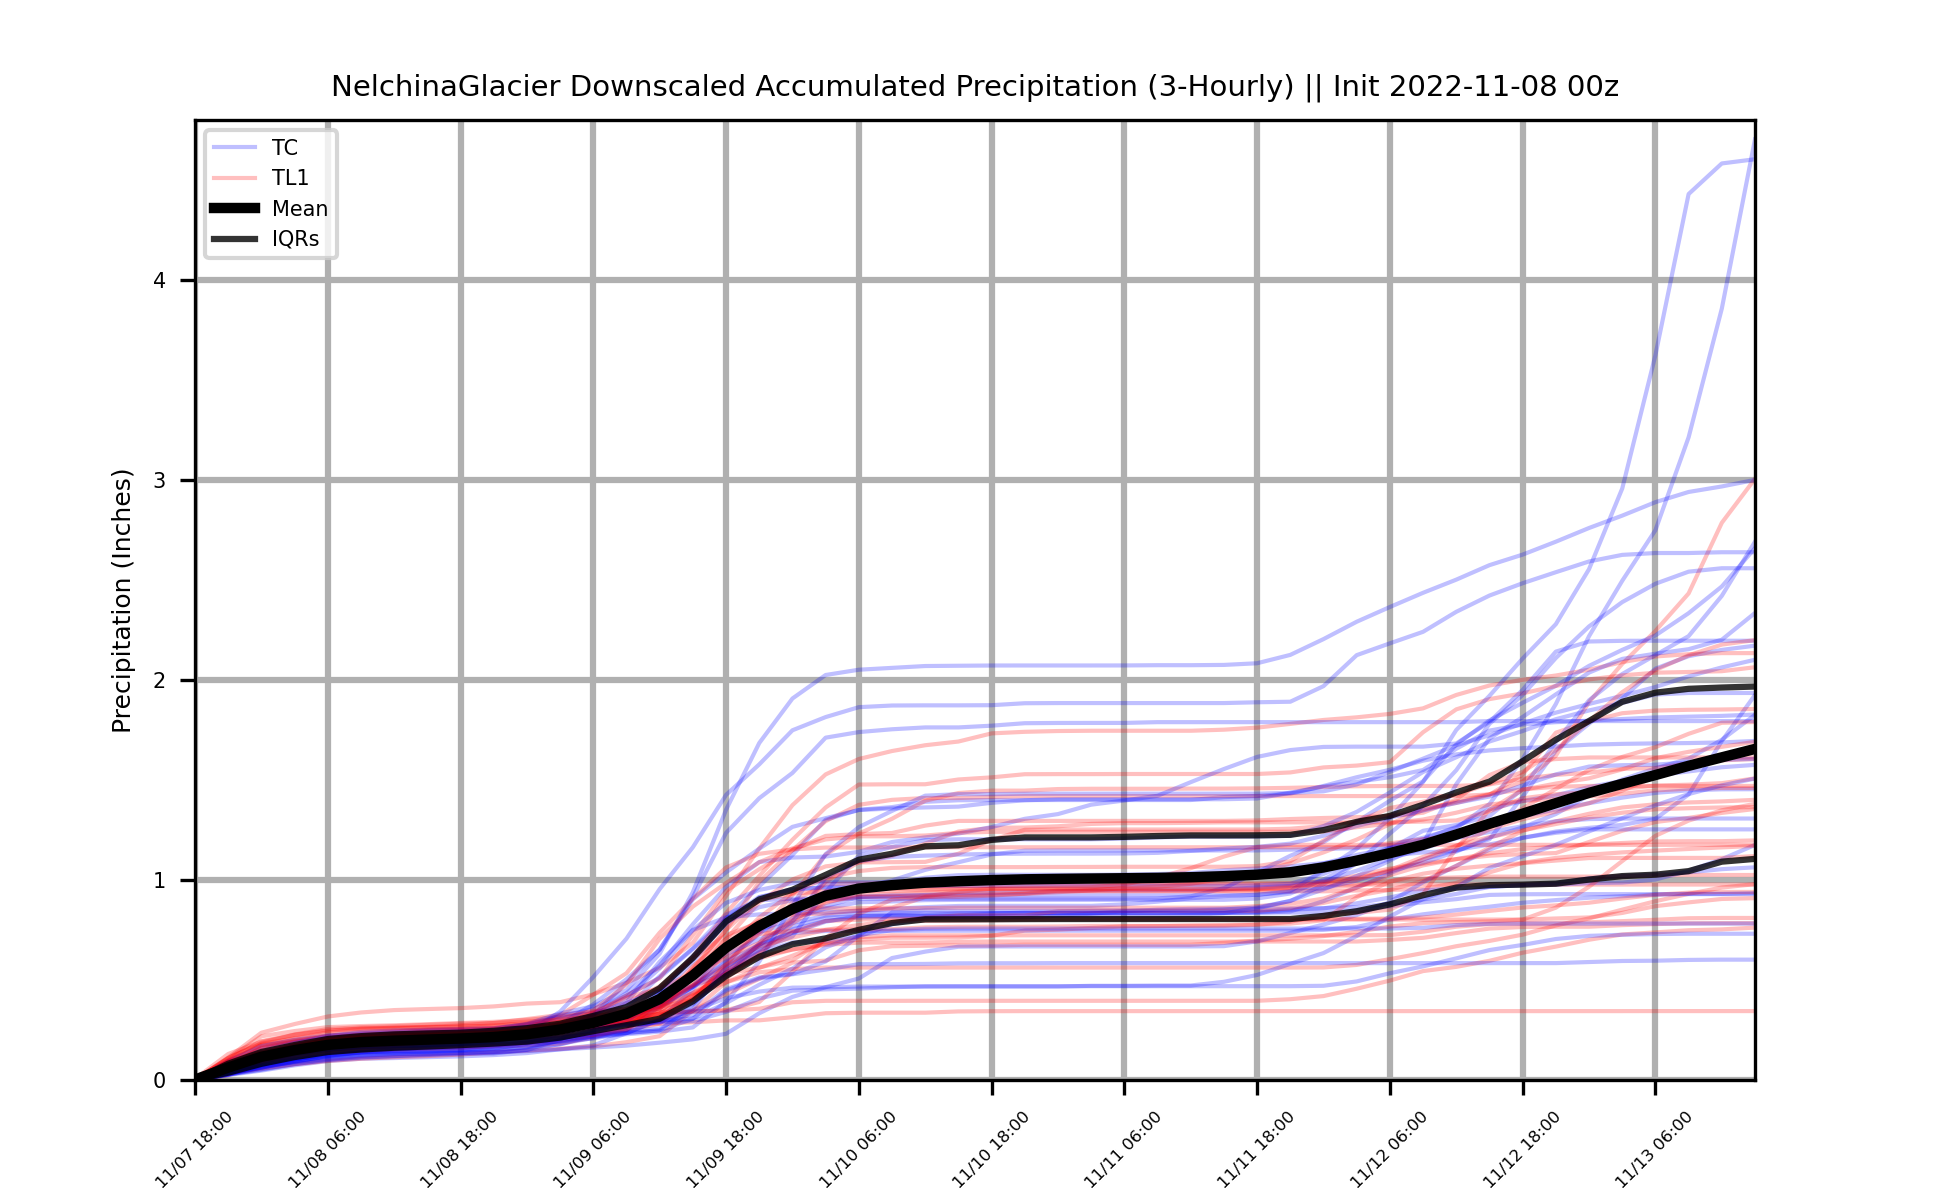 NelchinaGlacier Downscaled Accumulated Precipitation (3-Hourly) || Init 2022-11-08 00z
TC
TL1
Mean
IQRs
Precipitation (Inches)
4
3
2
1
0
11/07 18:00
11/08 06:00
11/08 18:00
11/09 06:00
11/09 18:00
11/10 06:00
11/10 18:00
11/11 06:00
11/11 18:00
11/12 06:00
11/12 18:00
11/13 06:00